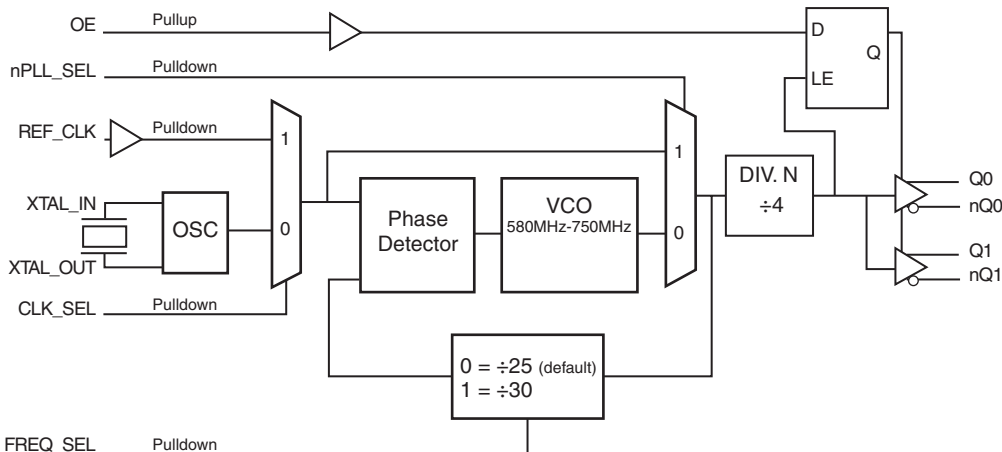 OE Pullup
D
Q
nPLL_SEL Pulldown
LE
REF_CLK Pulldown
1
1
DIV. N
÷4
Q0
nQ0
XTAL_IN
OSC
0
Phase
Detector
VCO
580MHz-750MHz
0
XTAL_OUT
Q1
nQ1
CLK_SEL Pulldown
0 = ÷25 (default)
1 = ÷30
FREQ_SEL Pulldown